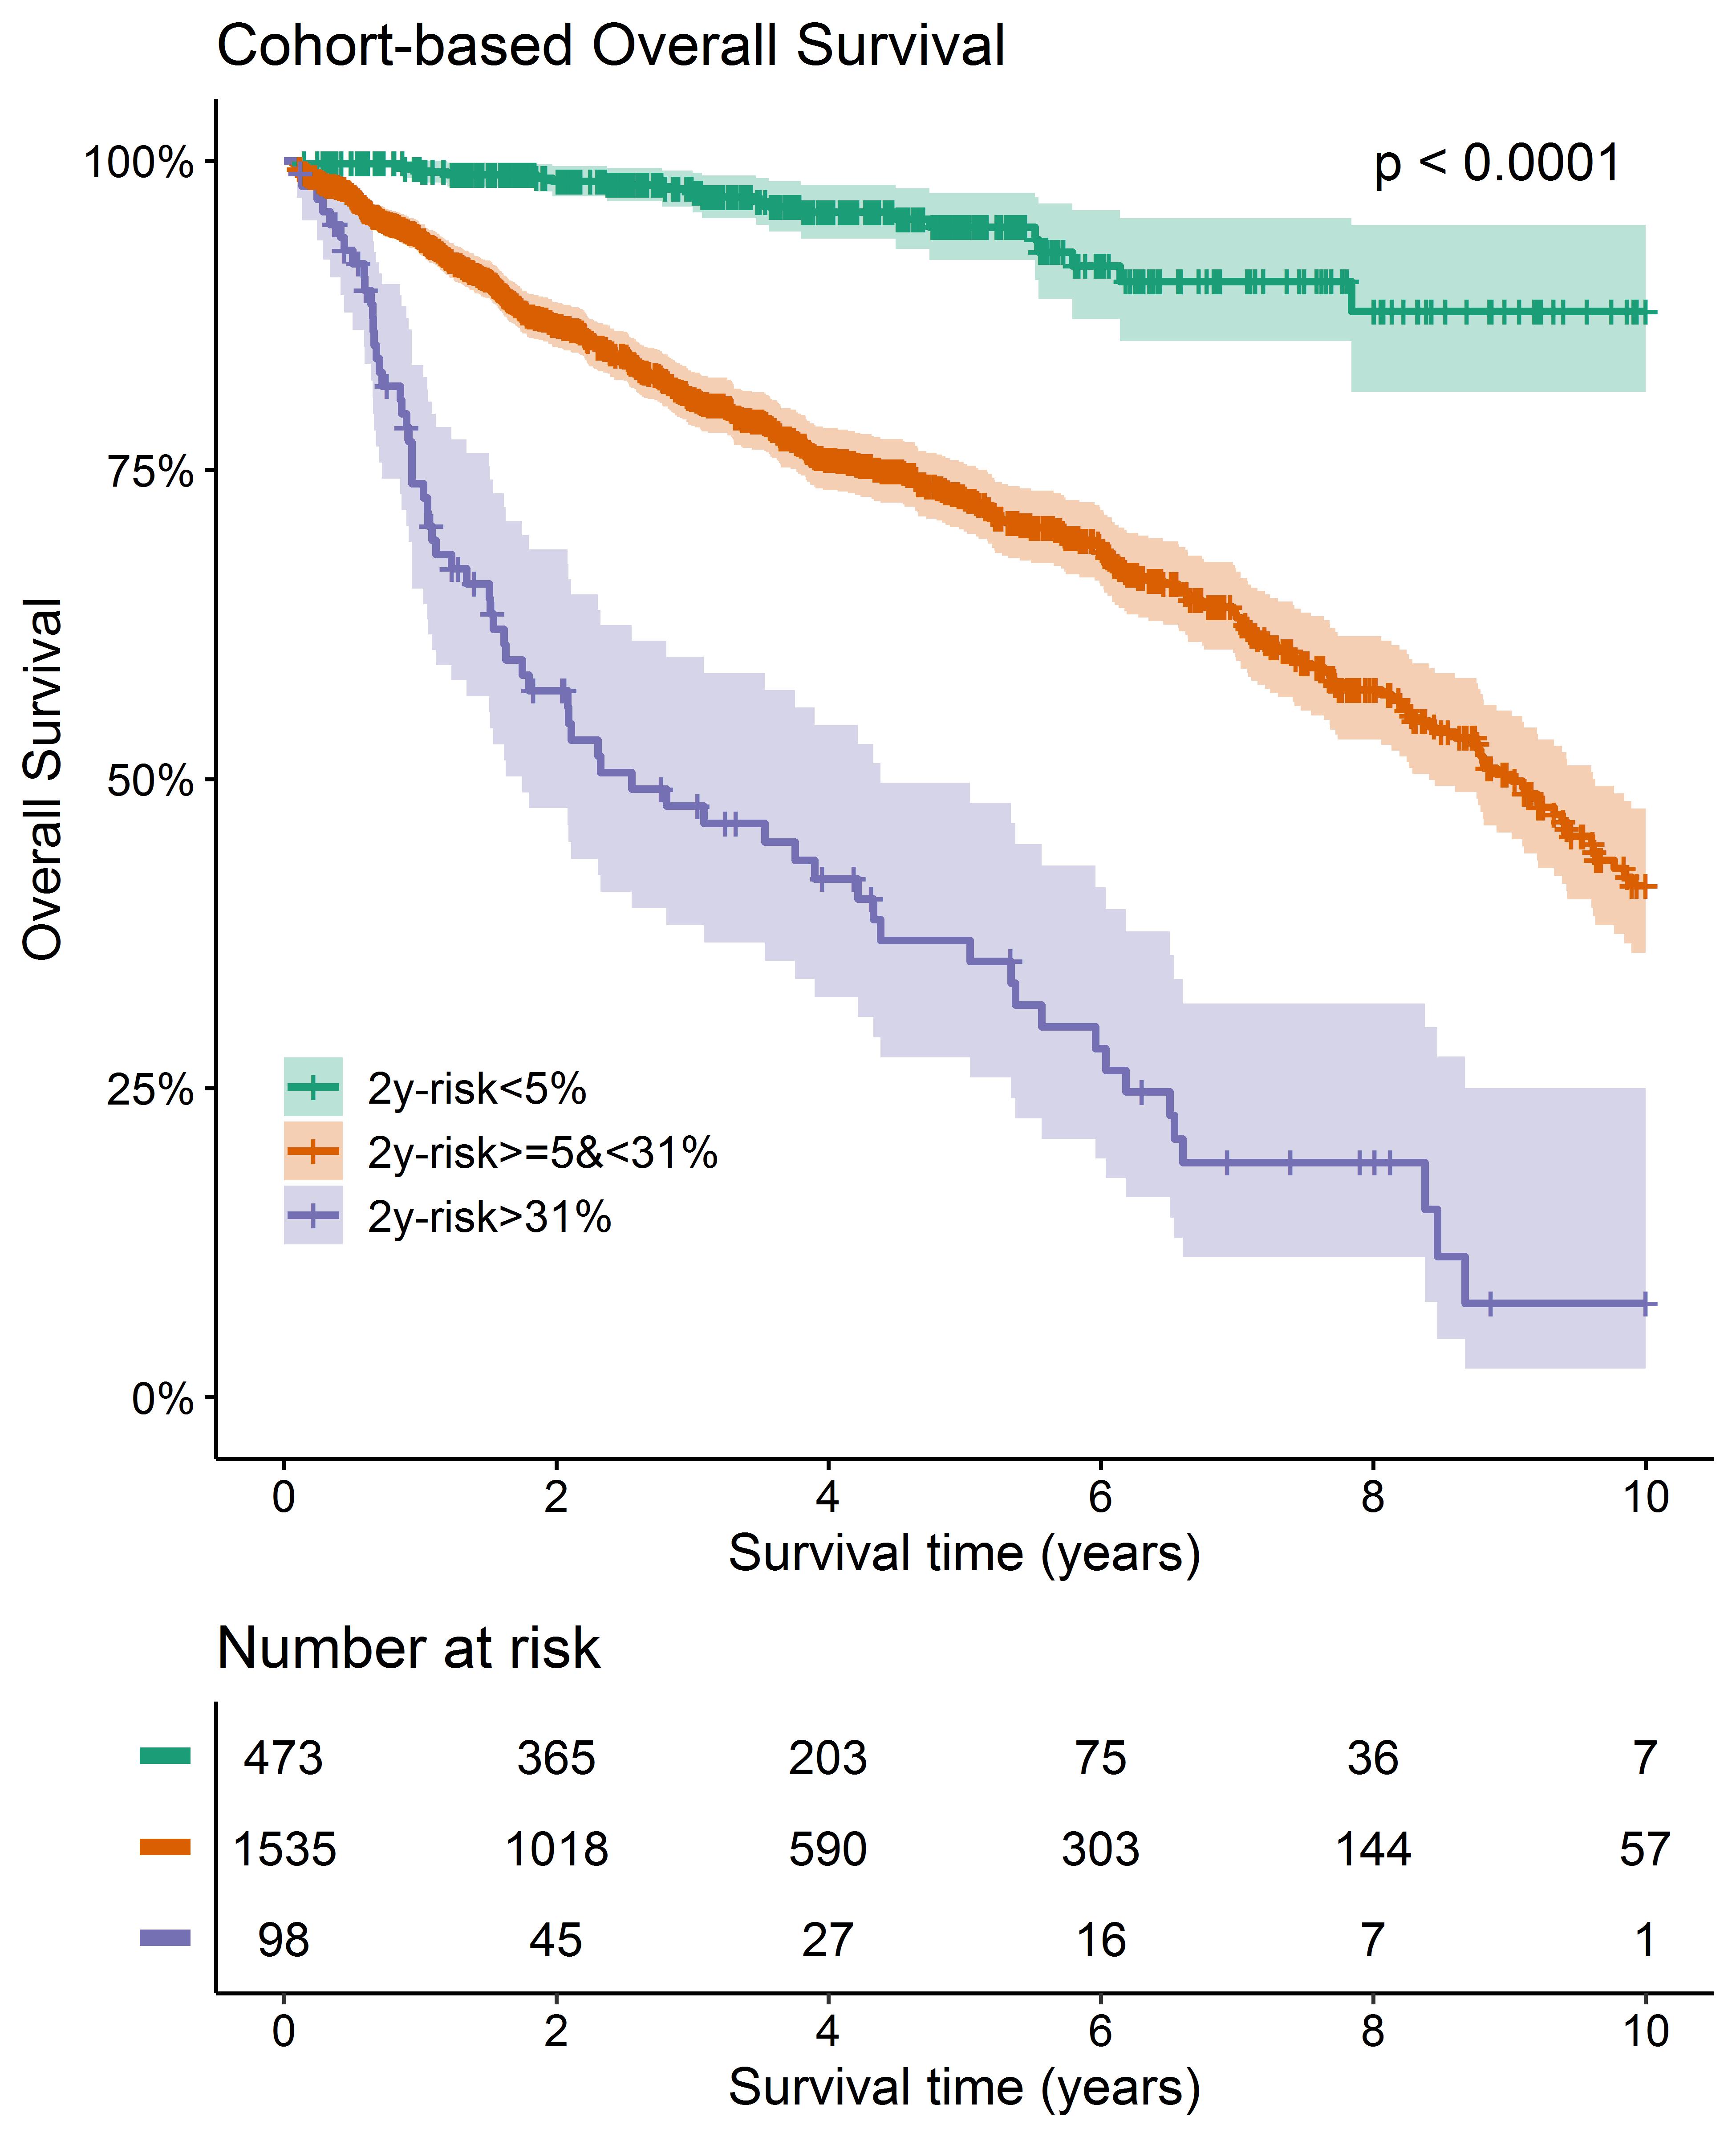 Cohort-based Overall Survival
p < 0.0001
100%
75%
50%
25%
0%
Overall Survival
2y-risk<5%
2y-risk>=5&<31%
2y-risk>31%
0 2 4 6 8 10
Survival time (years)
Number at risk
473 365 203 75 36 7
1535 1018 590 303 144 57
98 45 27 16 7 1
0 2 4 6 8 10
Survival time (years)